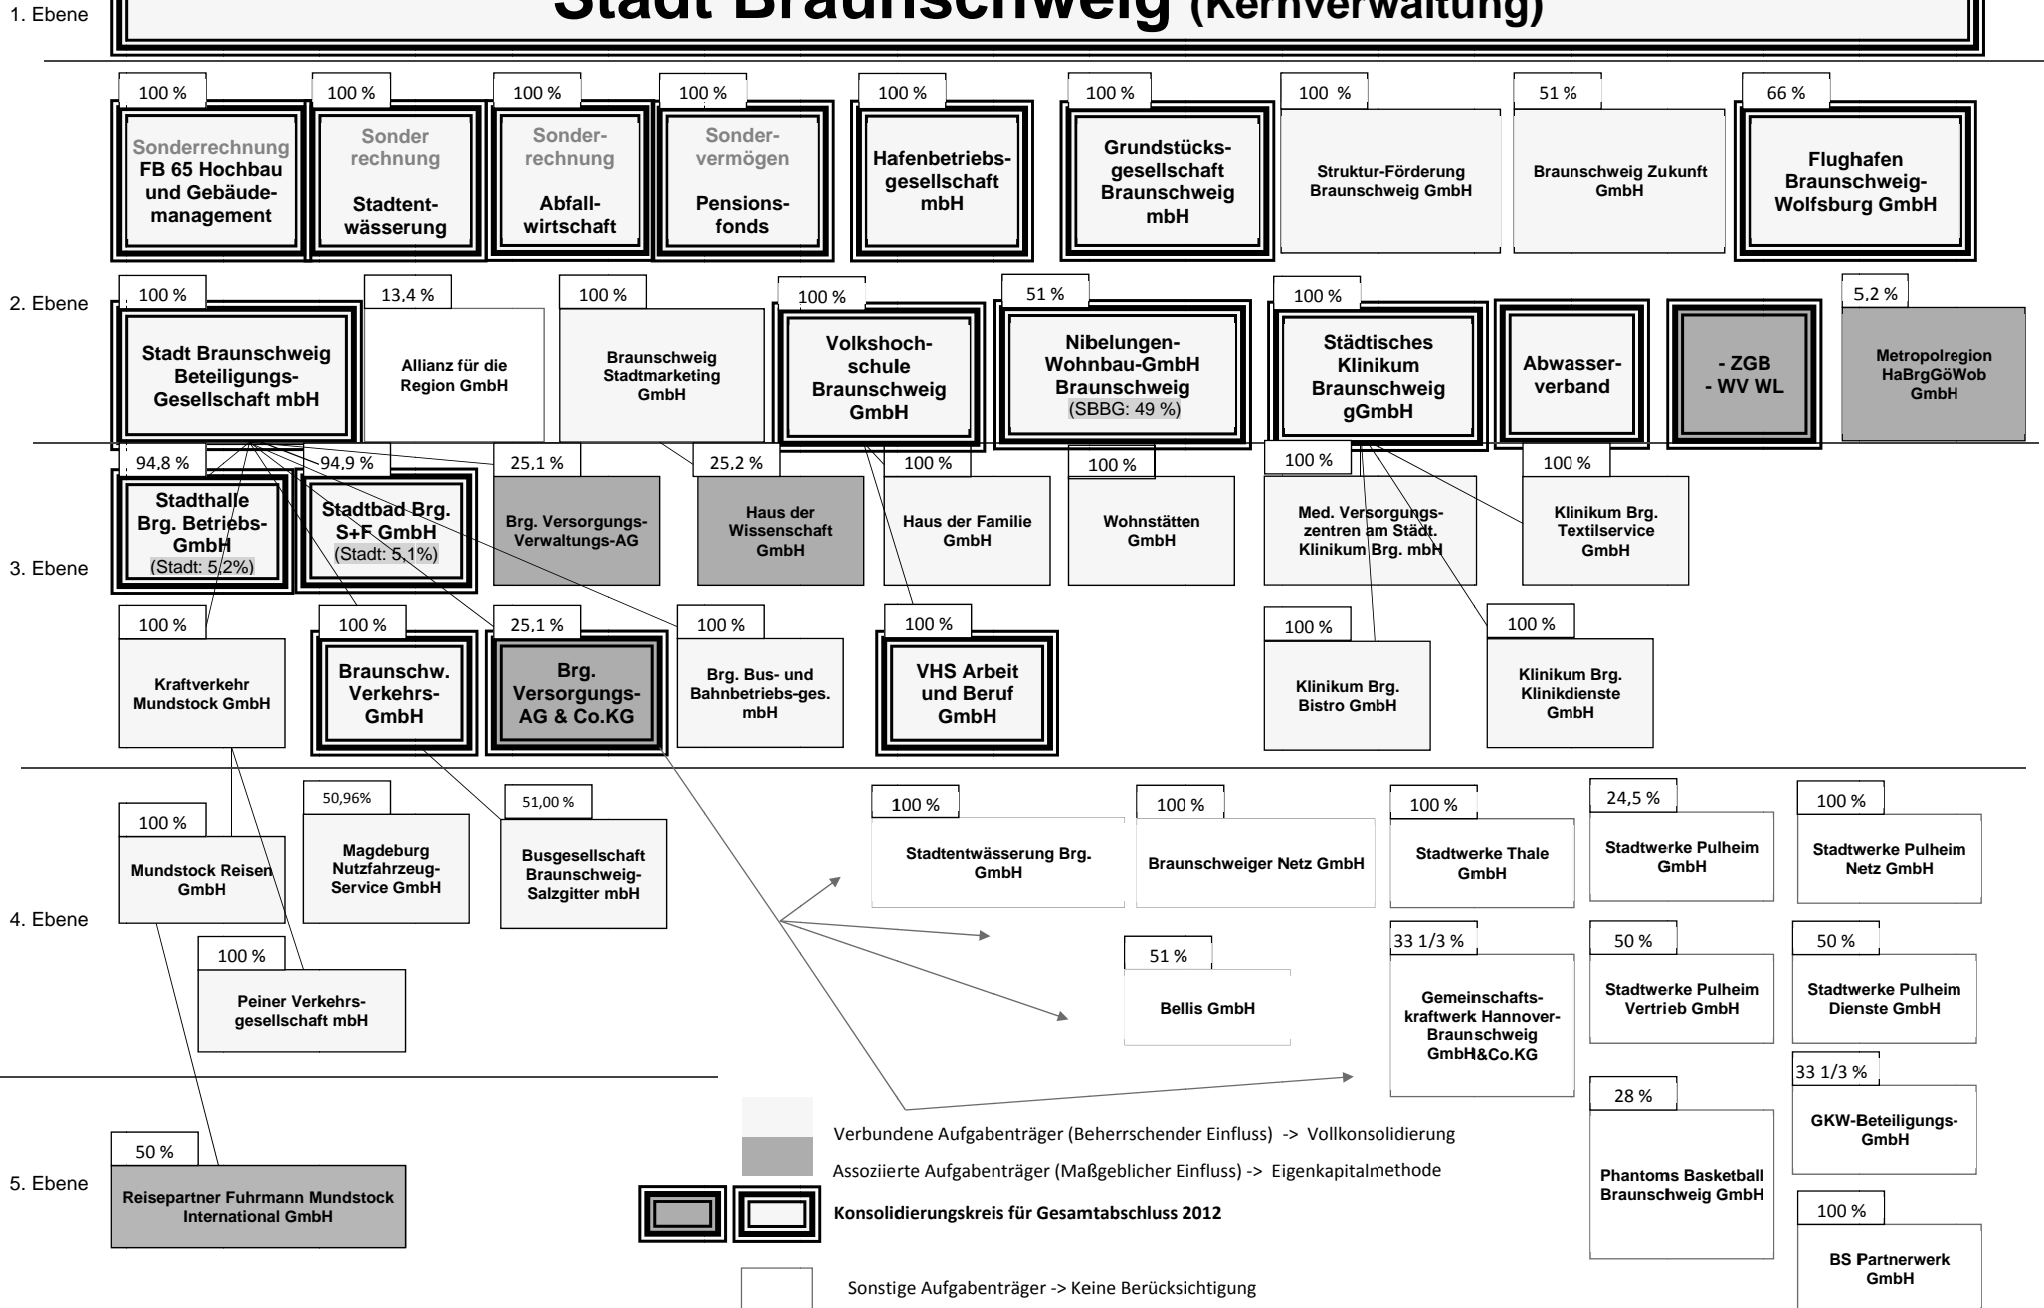 1. Ebene
Stadt Braunschweig (Kernverwaltung)
100 %
Sonderrechnung
FB 65 Hochbau
und Gebäude-
management
100 %
Sonder
rechnung
Stadtent-
wässerung
100 %
Sonder-
rechnung
Abfall-
wirtschaft
100 %
Sonder-
vermögen
Pensions-
fonds
100 %
Hafenbetriebs-
gesellschaft
mbH
100 %
Grundstücks-
gesellschaft
Braunschweig
mbH
100 %
Struktur-Förderung
Braunschweig GmbH
51 %
Braunschweig Zukunft
GmbH
66 %
Flughafen
Braunschweig-
Wolfsburg GmbH
2. Ebene
100 %
Stadt Braunschweig
Beteiligungs-
Gesellschaft mbH
13,4 %
Allianz für die
Region GmbH
100 %
Braunschweig
Stadtmarketing
GmbH
100 %
Volkshoch-
schule
Braunschweig
GmbH
51 %
Nibelungen-
Wohnbau-GmbH
Braunschweig
(SBBG: 49 %)
100 %
Städtisches
Klinikum
Braunschweig
gGmbH
Abwasser-
verband
- ZGB
- WV WL
5,2 %
Metropolregion
HaBrgGöWob
GmbH
3. Ebene
94,8 %
Stadthalle
Brg. Betriebs-
GmbH
(Stadt: 5,2%)
94,9 %
Stadtbad Brg.
S+F GmbH
(Stadt: 5,1%)
25,1 %
Brg. Versorgungs-
Verwaltungs-AG
25,2 %
Haus der
Wissenschaft
GmbH
100 %
Haus der Familie
GmbH
100 %
Wohnstätten
GmbH
100 %
Med. Versorgungs-
zentren am Städt.
Klinikum Brg. mbH
100 %
Klinikum Brg.
Textilservice
GmbH
100 %
Kraftverkehr
Mundstock GmbH
100 %
Braunschw.
Verkehrs-
GmbH
25,1 %
Brg.
Versorgungs-
AG & Co.KG
100 %
Brg. Bus- und
Bahnbetriebs-ges.
mbH
100 %
VHS Arbeit
und Beruf
GmbH
100 %
Klinikum Brg.
Bistro GmbH
100 %
Klinikum Brg.
Klinikdienste
GmbH
4. Ebene
100 %
Mundstock Reisen
GmbH
50,96%
Magdeburg
Nutzfahrzeug-
Service GmbH
51,00 %
Busgesellschaft
Braunschweig-
Salzgitter mbH
100 %
Stadtentwässerung Brg.
GmbH
100 %
Braunschweiger Netz GmbH
100 %
Stadtwerke Thale
GmbH
24,5 %
Stadtwerke Pulheim
GmbH
100 %
Stadtwerke Pulheim
Netz GmbH
100 %
Peiner Verkehrs-
gesellschaft mbH
51 %
Bellis GmbH
33 1/3 %
Gemeinschafts-
kraftwerk Hannover-
Braunschweig
GmbH&Co.KG
50 %
Stadtwerke Pulheim
Vertrieb GmbH
50 %
Stadtwerke Pulheim
Dienste GmbH
28 %
Phantoms Basketball
Braunschweig GmbH
33 1/3 %
GKW-Beteiligungs-
GmbH
100 %
BS Partnerwerk
GmbH
5. Ebene
50 %
Reisepartner Fuhrmann Mundstock
International GmbH
Verbundene Aufgabenträger (Beherrschender Einfluss) -> Vollkonsolidierung
Assoziierte Aufgabenträger (Maßgeblicher Einfluss) -> Eigenkapitalmethode
Konsolidierungskreis für Gesamtabschluss 2012
Sonstige Aufgabenträger -> Keine Berücksichtigung